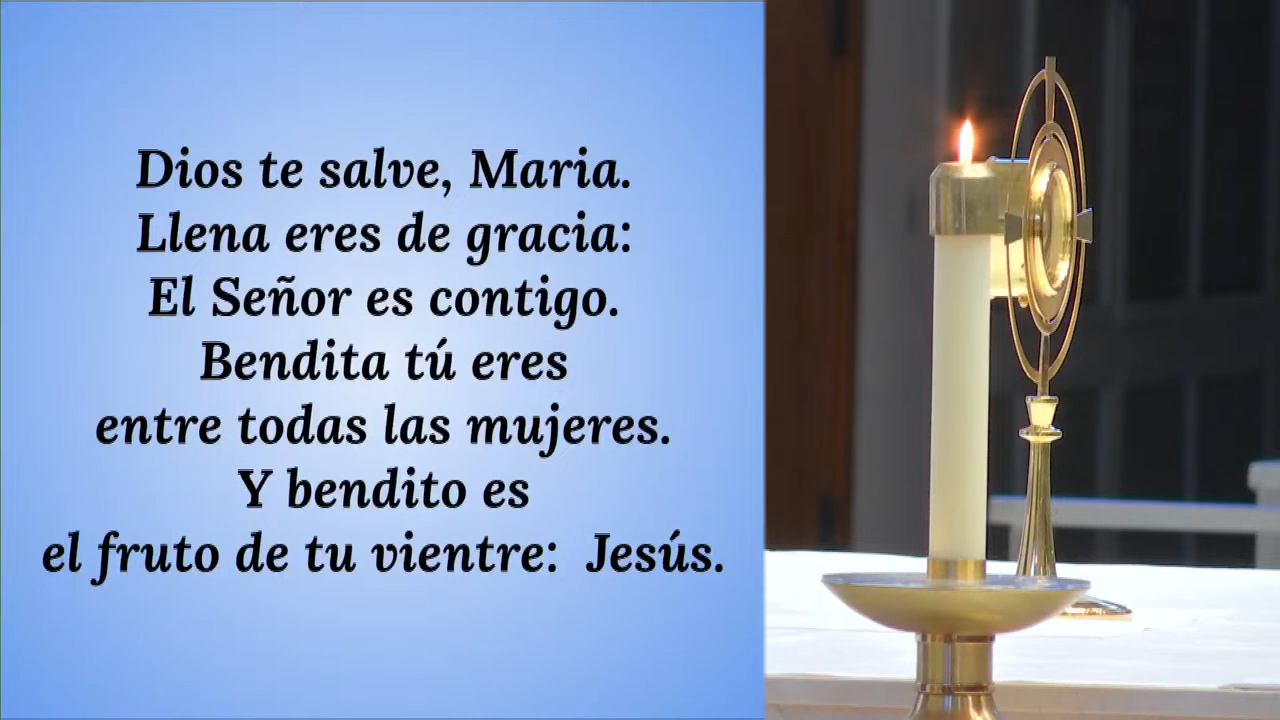 Dios te salve, Maria.
Llena eres de gracia:
El Señor es contigo.
Bendita tú eres
entre todas las mujeres.
Y bendito es
el fruto de tu vientre:  Jesús.